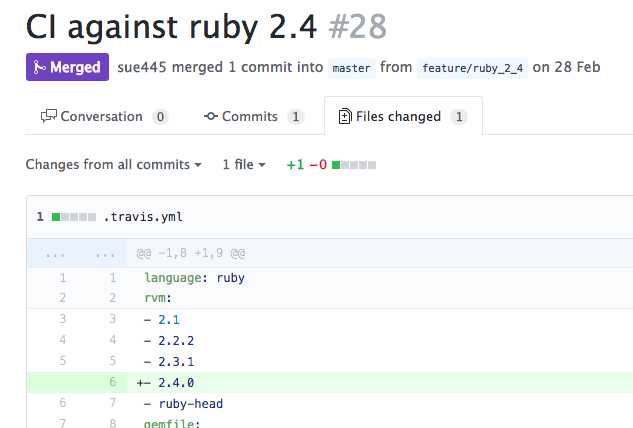 CI against ruby 2.4 #28
Merged sue445 merged 1 commit into master from feature/ruby_2_4 on 28 Feb
Conversation 0 Commits 1 Files changed 1
Changes from all commits 1 file +1 −0
1 .travis.yml
... ... @@ -1,8 +1,9 @@
1 1 language: ruby
2 2 rvm:
3 3 - 2.1
4 4 - 2.2.2
5 5 - 2.3.1
6 +- 2.4.0
6 7 - ruby-head
7 8 gemfile: